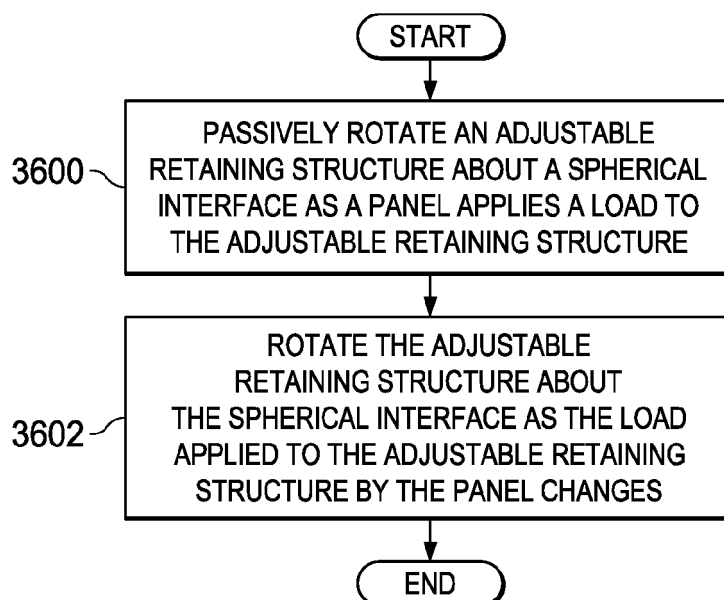 START
3600
PASSIVELY ROTATE AN ADJUSTABLE
RETAINING STRUCTURE ABOUT A SPHERICAL
INTERFACE AS A PANEL APPLIES A LOAD TO
THE ADJUSTABLE RETAINING STRUCTURE
3602
ROTATE THE ADJUSTABLE
RETAINING STRUCTURE ABOUT
THE SPHERICAL INTERFACE AS THE LOAD
APPLIED TO THE ADJUSTABLE RETAINING
STRUCTURE BY THE PANEL CHANGES
END